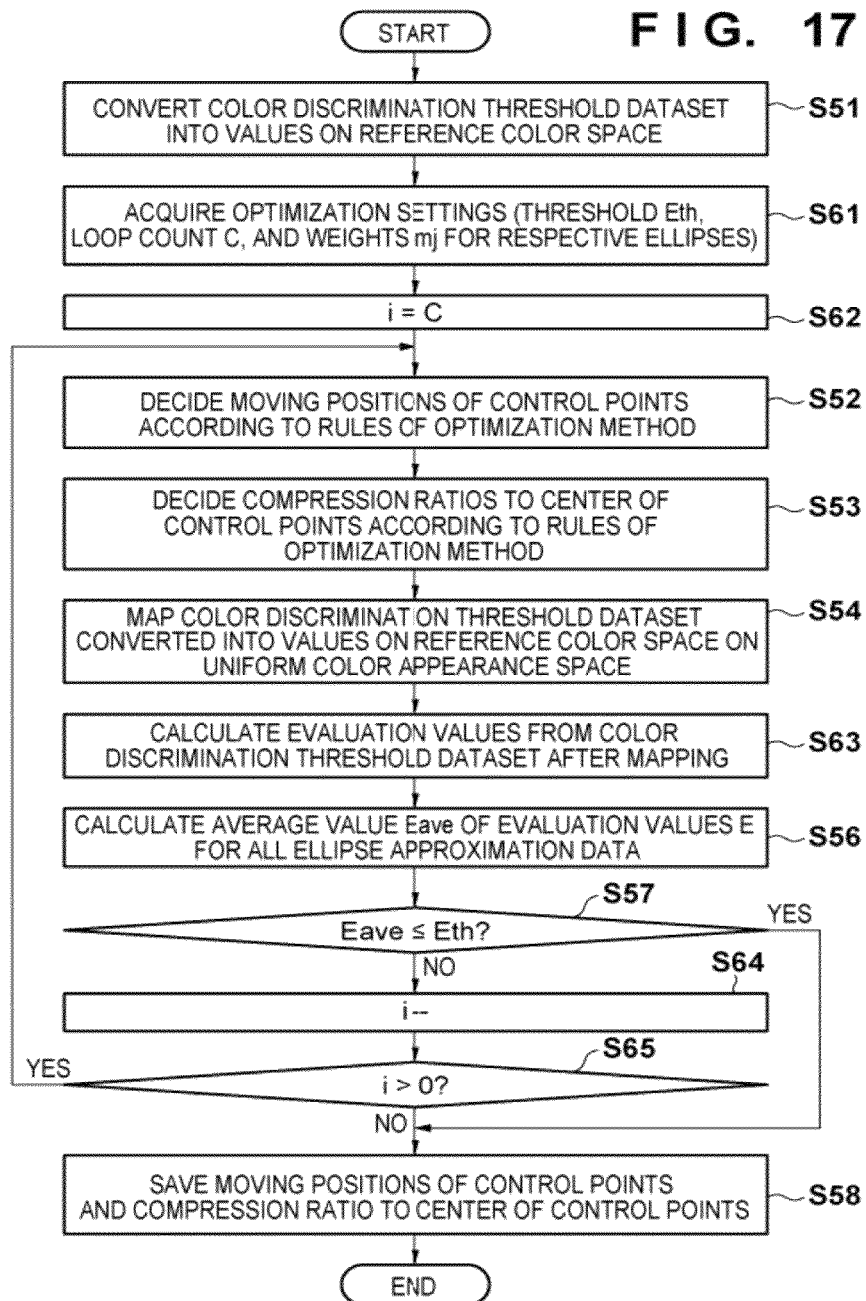 FIG. 17
START
CONVERT COLOR DISCRIMINATION THRESHOLD DATASET
INTO VALUES ON REFERENCE COLOR SPACE
S51
ACQUIRE OPTIMIZATION SETTINGS (THRESHOLD Eth,
LOOP COUNT C, AND WEIGHTS mj FOR RESPECTIVE ELLIPSES)
S61
i = C
S62
DECIDE MOVING POSITIONS OF CONTROL POINTS
ACCORDING TO RULES OF OPTIMIZATION METHOD
S52
DECIDE COMPRESSION RATIOS TO CENTER OF
CONTROL POINTS ACCORDING TO RULES OF
OPTIMIZATION METHOD
S53
MAP COLOR DISCRIMINATION THRESHOLD DATASET
CONVERTED INTO VALUES ON REFERENCE COLOR SPACE ON
UNIFORM COLOR APPEARANCE SPACE
S54
CALCULATE EVALUATION VALUES FROM COLOR
DISCRIMINATION THRESHOLD DATASET AFTER MAPPING
S63
CALCULATE AVERAGE VALUE Eave OF EVALUATION VALUES E
FOR ALL ELLIPSE APPROXIMATION DATA
S56
S57
Eave ≤ Eth?
YES
NO
S64
i--
S65
YES
i > 0?
NO
SAVE MOVING POSITIONS OF CONTROL POINTS
AND COMPRESSION RATIO TO CENTER OF CONTROL POINTS
S58
END